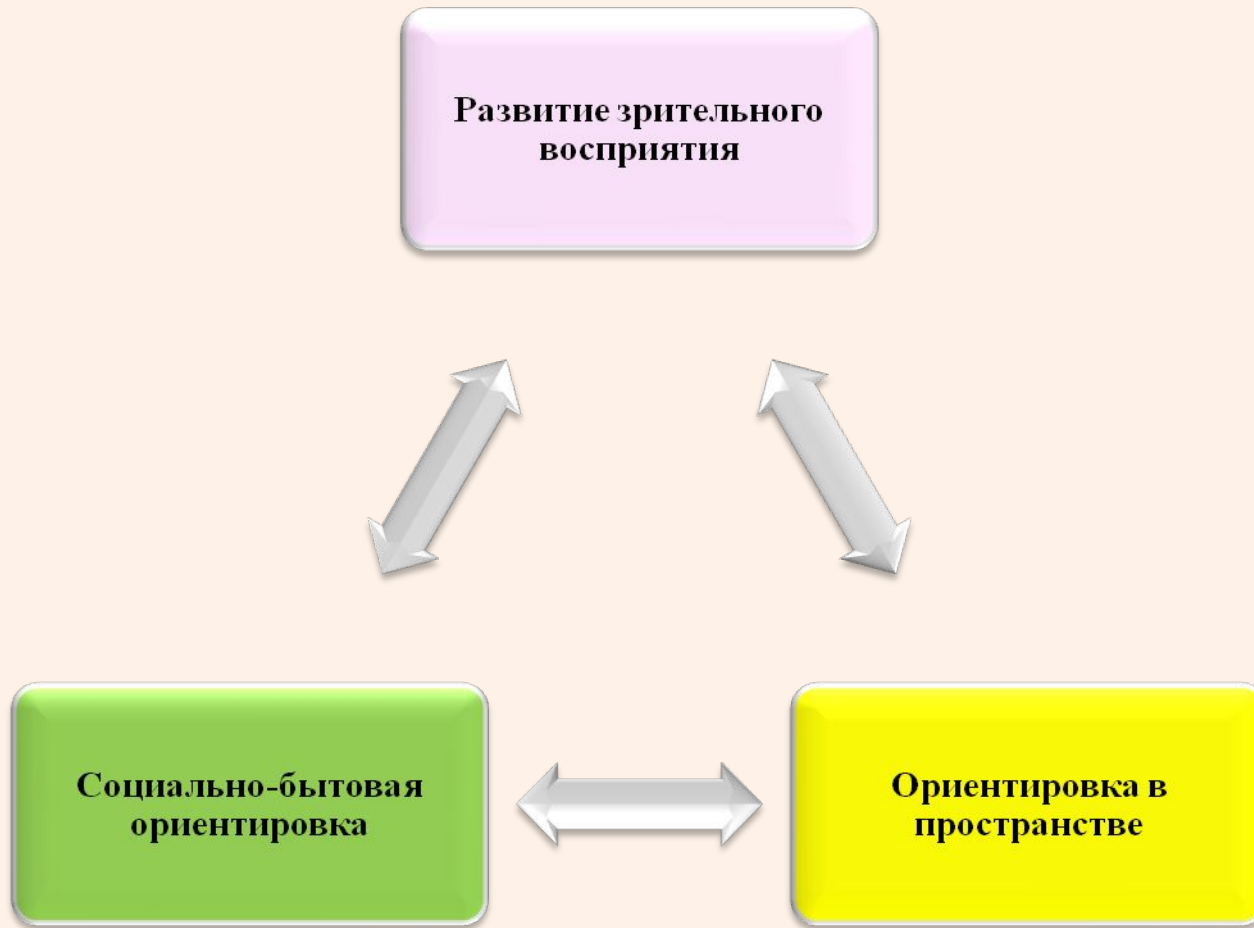 Развитие зрительного
восприятия
Социально-бытовая
ориентировка
Ориентировка в
пространстве